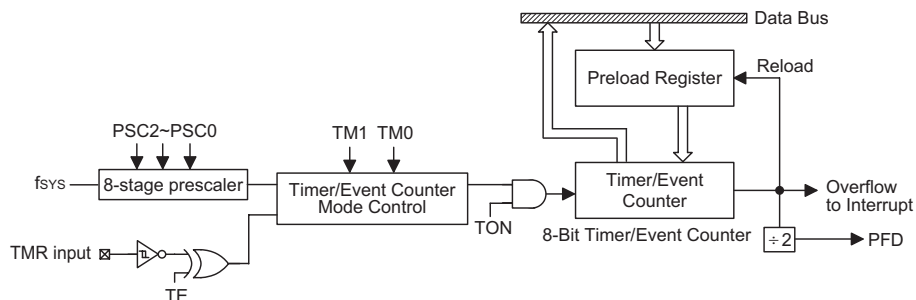 Data Bus
Preload Register
Reload
PSC2~PSC0
TM1 TM0
fSYS
8-stage prescaler
Timer/Event Counter
Mode Control
TON
Timer/Event
Counter
8-Bit Timer/Event Counter
Overflow
to Interrupt
÷2
PFD
TMR input
TE